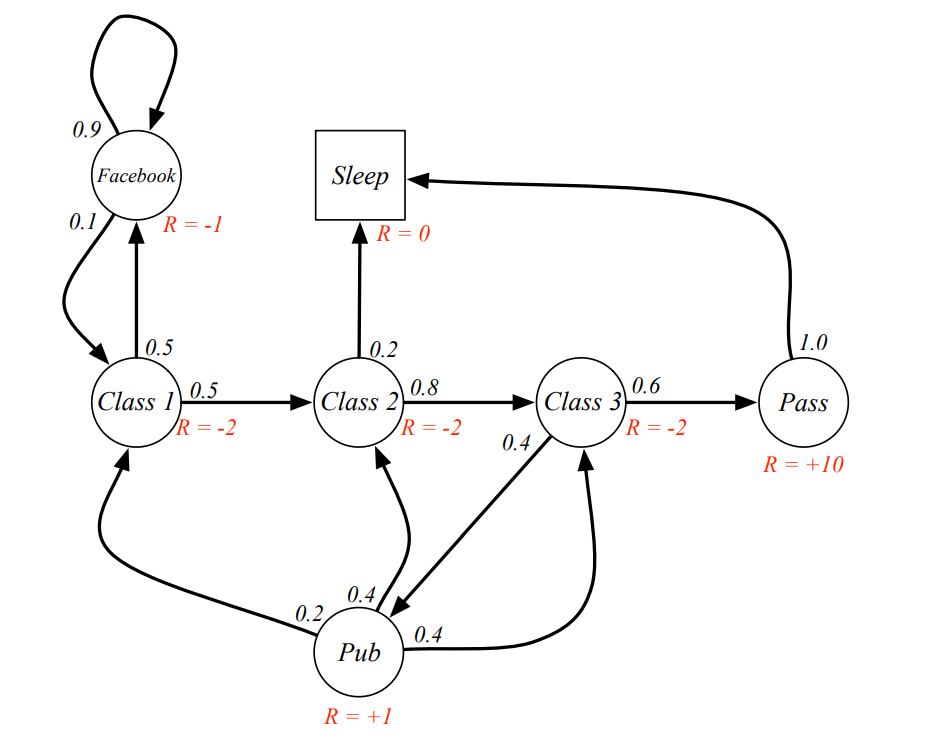 0.9
Facebook
0.1
R = -1
Sleep
R = 0
0.5
0.2
1.0
Class 1
0.5
R = -2
Class 2
0.8
R = -2
Class 3
0.6
R = -2
Pass
R = +10
0.4
0.2
0.4
0.4
Pub
R = +1